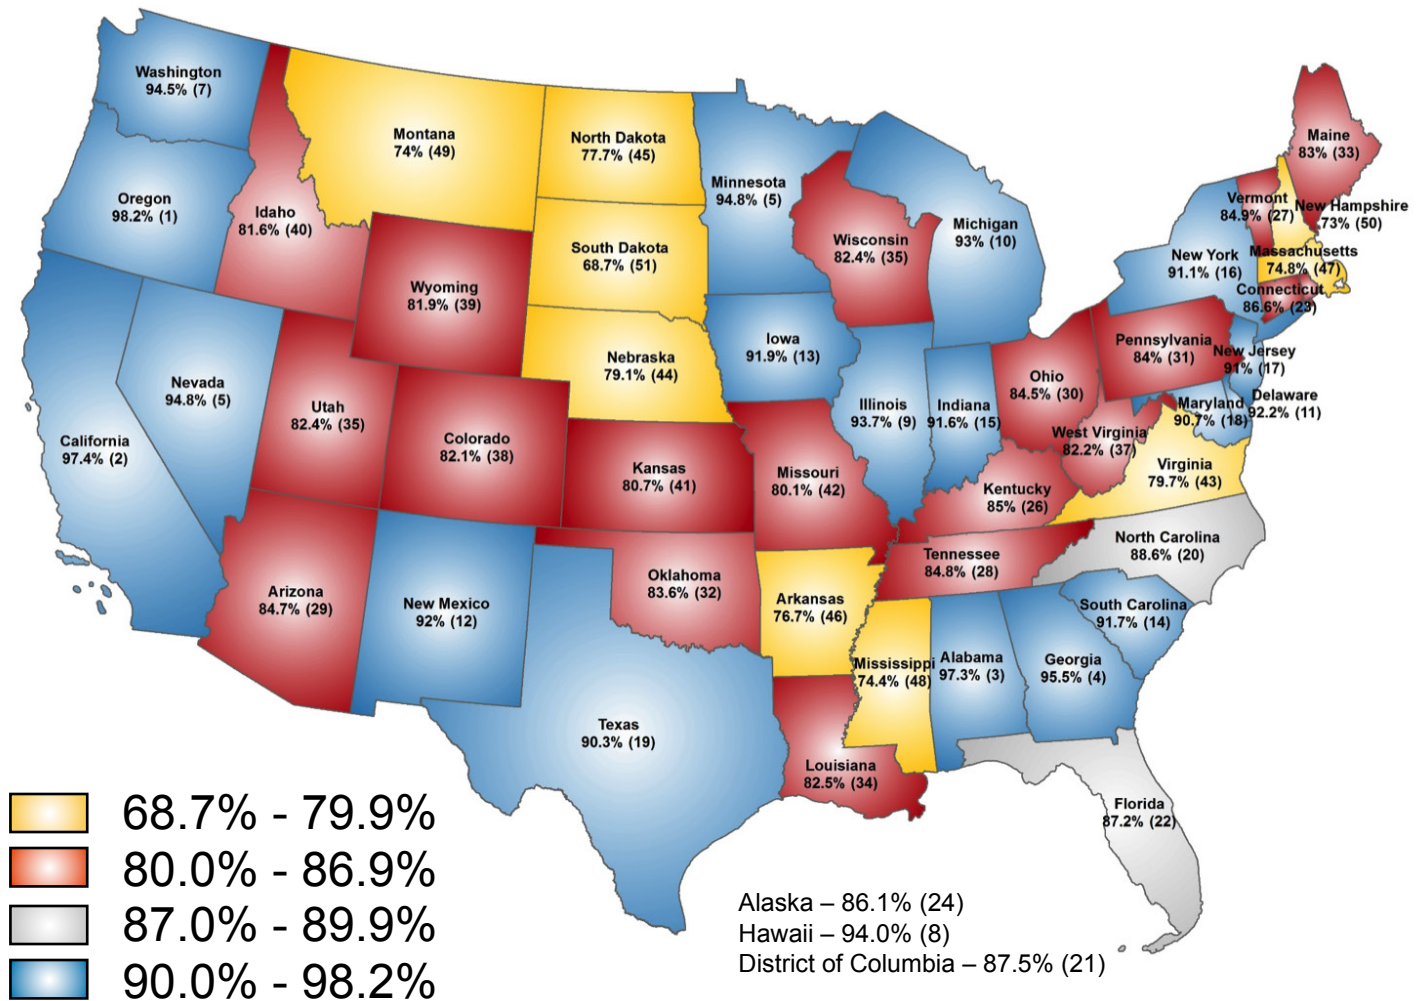 Washington
94.5% (7)
Oregon
98.2% (1)
Idaho
81.6% (40)
Montana
74% (49)
North Dakota
77.7% (45)
South Dakota
68.7% (51)
Minnesota
94.8% (5)
Wisconsin
82.4% (35)
Michigan
93% (10)
Maine
83% (33)
Vermont
84.9% (27)
New Hampshire
73% (50)
Massachusetts
74.8% (47)
New York
91.1% (16)
Connecticut
86.6% (23)
Wyoming
81.9% (39)
Nebraska
79.1% (44)
Iowa
91.9% (13)
Pennsylvania
84% (31)
New Jersey
91% (17)
Nevada
94.8% (5)
Utah
82.4% (35)
Colorado
82.1% (38)
Illinois
93.7% (9)
Indiana
91.6% (15)
Ohio
84.5% (30)
Maryland
90.7% (18)
Delaware
92.2% (11)
California
97.4% (2)
Kansas
80.7% (41)
Missouri
80.1% (42)
West Virginia
82.2% (37)
Virginia
79.7% (43)
Kentucky
85% (26)
Arizona
84.7% (29)
New Mexico
92% (12)
Oklahoma
83.6% (32)
Arkansas
76.7% (46)
Tennessee
84.8% (28)
North Carolina
88.6% (20)
South Carolina
91.7% (14)
Mississippi
74.4% (48)
Alabama
97.3% (3)
Georgia
95.5% (4)
Texas
90.3% (19)
Louisiana
82.5% (34)
Florida
87.2% (22)
68.7% - 79.9%
80.0% - 86.9%
87.0% - 89.9%
90.0% - 98.2%
Alaska – 86.1% (24)
Hawaii – 94.0% (8)
District of Columbia – 87.5% (21)